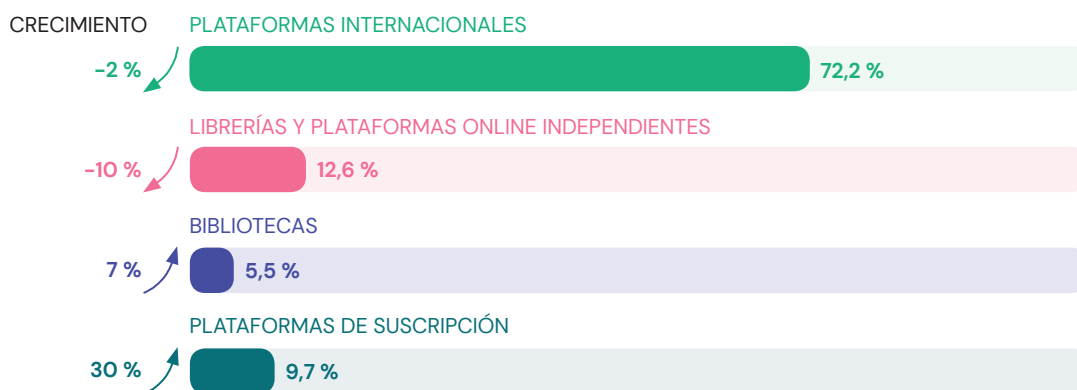 CRECIMIENTO PLATAFORMAS INTERNACIONALES
-2 % 72,2 %
LIBRERÍAS Y PLATAFORMAS ONLINE INDEPENDIENTES
-10 % 12,6 %
BIBLIOTECAS
7 % 5,5 %
PLATAFORMAS DE SUSCRIPCIÓN
30 % 9,7 %